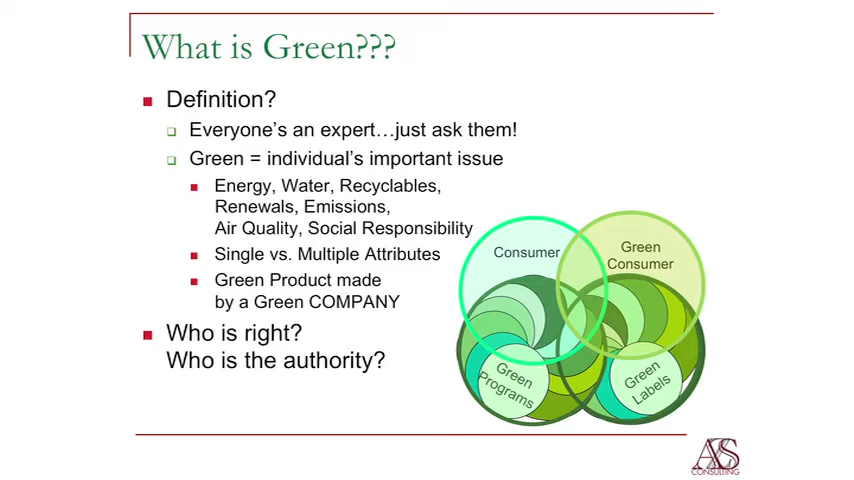 What is Green???
Definition?
Everyone's an expert…just ask them!
Green = individual's important issue
Energy, Water, Recyclables,
Renewals, Emissions,
Air Quality, Social Responsibility
Single vs. Multiple Attributes
Green Product made
by a Green COMPANY
Who is right?
Who is the authority?
Consumer
Green
Consumer
Green
Programs
Green
Labels
AZS
CONSULTING